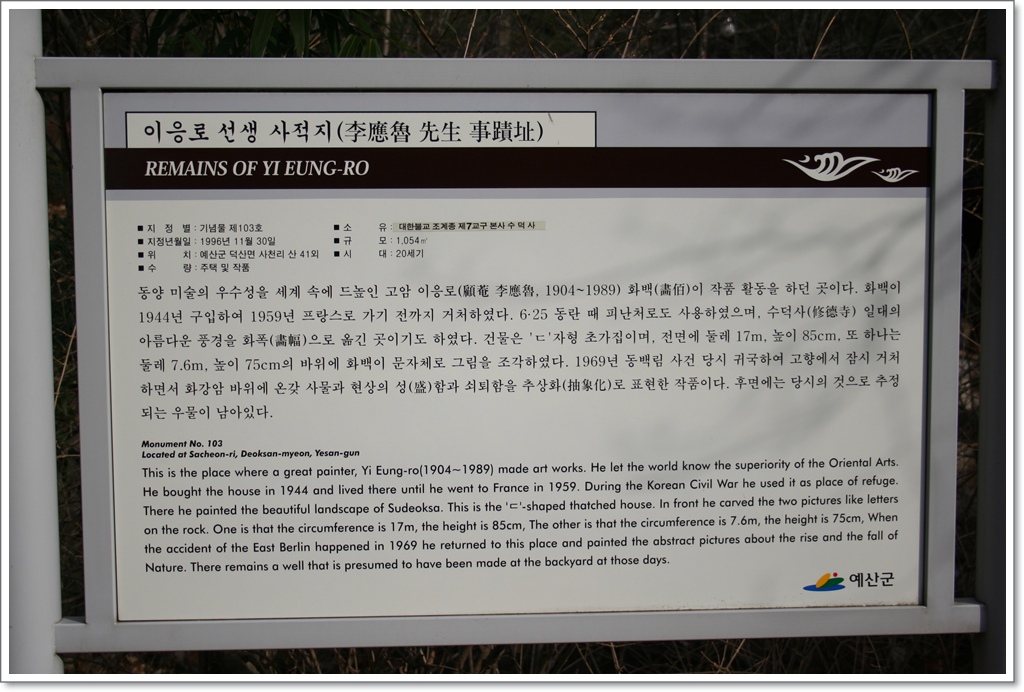 이응로 선생 사적지(李應魯 先生 事蹟址)
REMAINS OF YI EUNG-RO
■ 지 정 별 : 기념물 제103호
■ 지정년월일 : 1996년 11월 30일
■ 위 치 : 예산군 덕산면 사천리 산 41외
■ 수 량 : 주택 및 작품
■ 소 유 : 대한불교 조계종 제7교구 본사 수덕사
■ 규 모 : 1,054㎡
■ 시 대 : 20세기
동양 미술의 우수성을 세계 속에 드높인 고암 이응로(顧菴 李應魯, 1904~1989) 화백(畵佰)이 작품 활동을 하던 곳이다. 화백이
1944년 구입하여 1959년 프랑스로 가기 전까지 거처하였다. 6·25 동란 때 피난처로도 사용하였으며, 수덕사(修德寺) 일대의
아름다운 풍경을 화폭(畵幅)으로 옮긴 곳이기도 하였다. 건물은 'ㄷ'자형 초가집이며, 전면에 둘레 17m, 높이 85cm, 또 하나는
둘레 7.6m, 높이 75cm의 바위에 화백이 문자체로 그림을 조각하였다. 1969년 동백림 사건 당시 귀국하여 고향에서 잠시 거처
하면서 화강암 바위에 온갖 사물과 현상의 성(盛)함과 쇠퇴함을 추상화(抽象化)로 표현한 작품이다. 후면에는 당시의 것으로 추정
되는 우물이 남아있다.
Monument No. 103
Located at Sacheon-ri, Deoksan-myeon, Yesan-gun
This is the place where a great painter, Yi Eung-ro(1904~1989) made art works. He let the world know the superiority of the Oriental Arts.
He bought the house in 1944 and lived there until he went to France in 1959. During the Korean Civil War he used it as place of refuge.
There he painted the beautiful landscape of Sudeoksa. This is the 'ㄷ'-shaped thatched house. In front he carved the two pictures like letters
on the rock. One is that the circumference is 17m, the height is 85cm, The other is that the circumference is 7.6m, the height is 75cm, When
the accident of the East Berlin happened in 1969 he returned to this place and painted the abstract pictures about the rise and the fall of
Nature. There remains a well that is presumed to have been made at the backyard at those days.
예산군